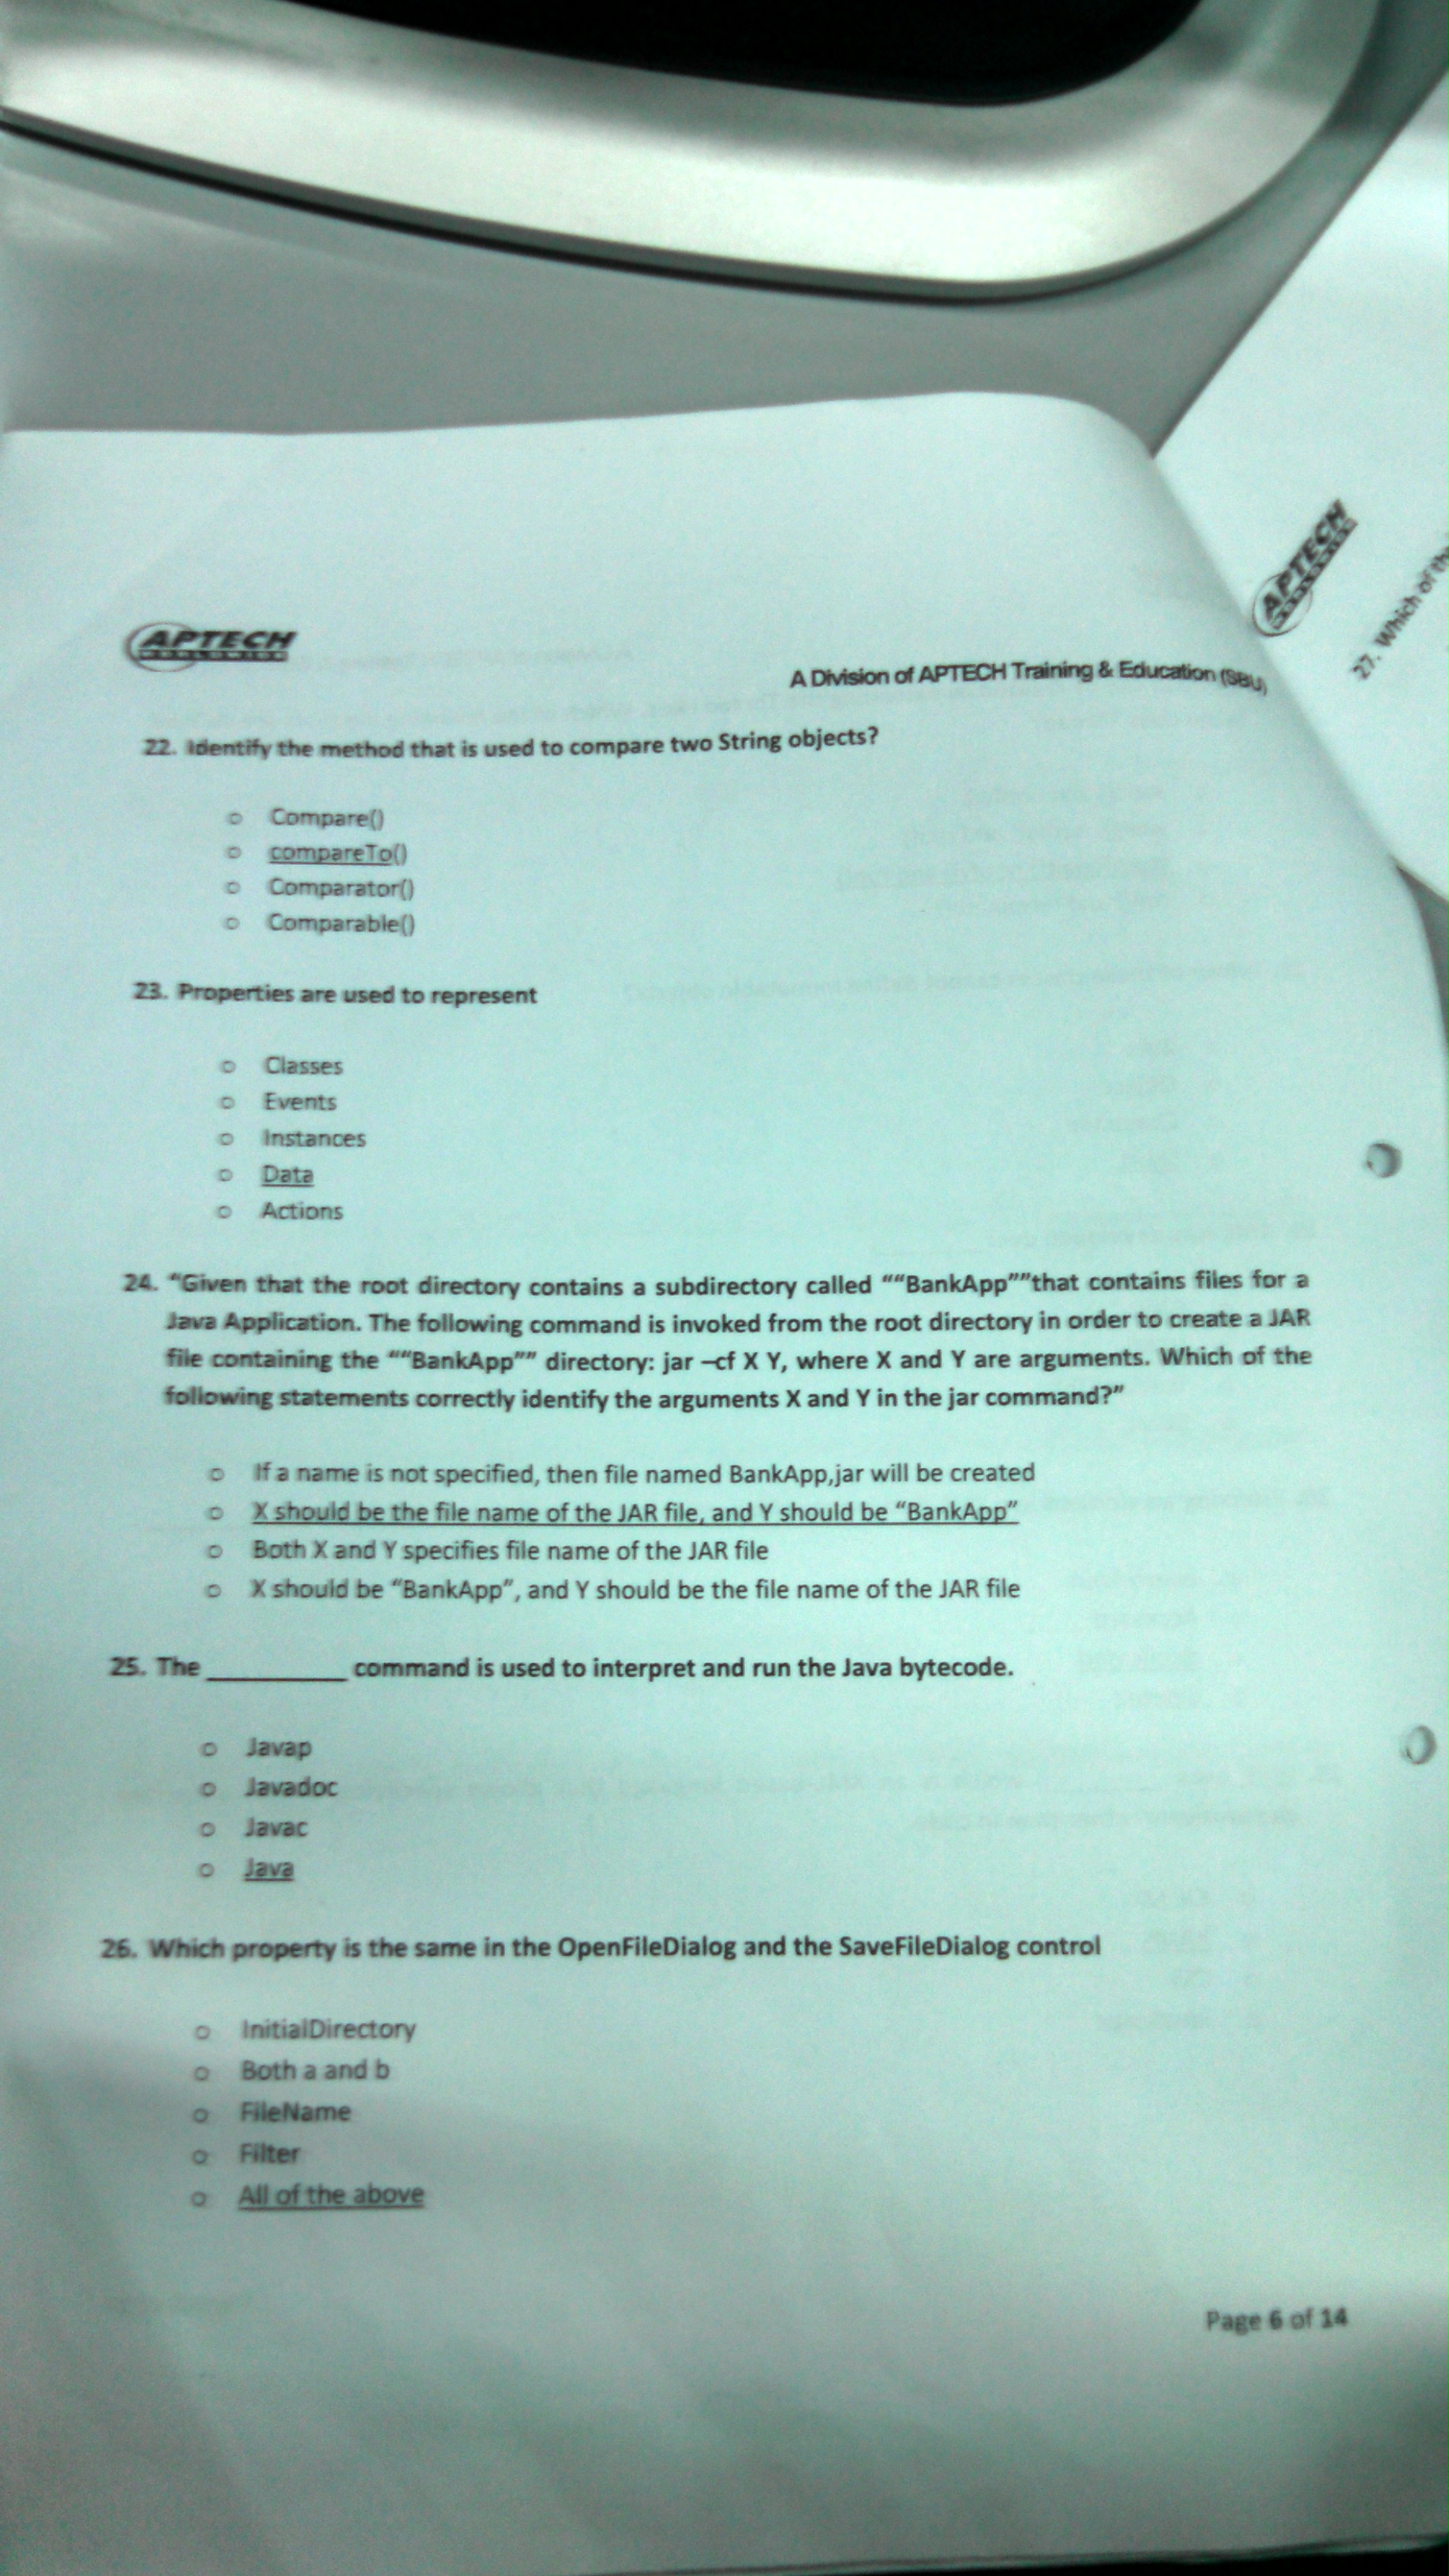 APTECH
WORLDWIDE
A Division of APTECH Training & Education (SBU)
22. Identify the method that is used to compare two String objects?
○ Compare()
○ compareTo()
○ Comparator()
○ Comparable()
23. Properties are used to represent
○ Classes
○ Events
○ Instances
○ Data
○ Actions
24. "Given that the root directory contains a subdirectory called ““BankApp””that contains files for a
Java Application. The following command is invoked from the root directory in order to create a JAR
file containing the ““BankApp”” directory: jar –cf X Y, where X and Y are arguments. Which of the
following statements correctly identify the arguments X and Y in the jar command?”
○ If a name is not specified, then file named BankApp,jar will be created
○ X should be the file name of the JAR file, and Y should be “BankApp”
○ Both X and Y specifies file name of the JAR file
○ X should be “BankApp”, and Y should be the file name of the JAR file
25. The __________ command is used to interpret and run the Java bytecode.
○ Javap
○ Javadoc
○ Javac
○ Java
26. Which property is the same in the OpenFileDialog and the SaveFileDialog control
○ InitialDirectory
○ Both a and b
○ FileName
○ Filter
○ All of the above
Page 6 of 14
APTECH
27. Which of